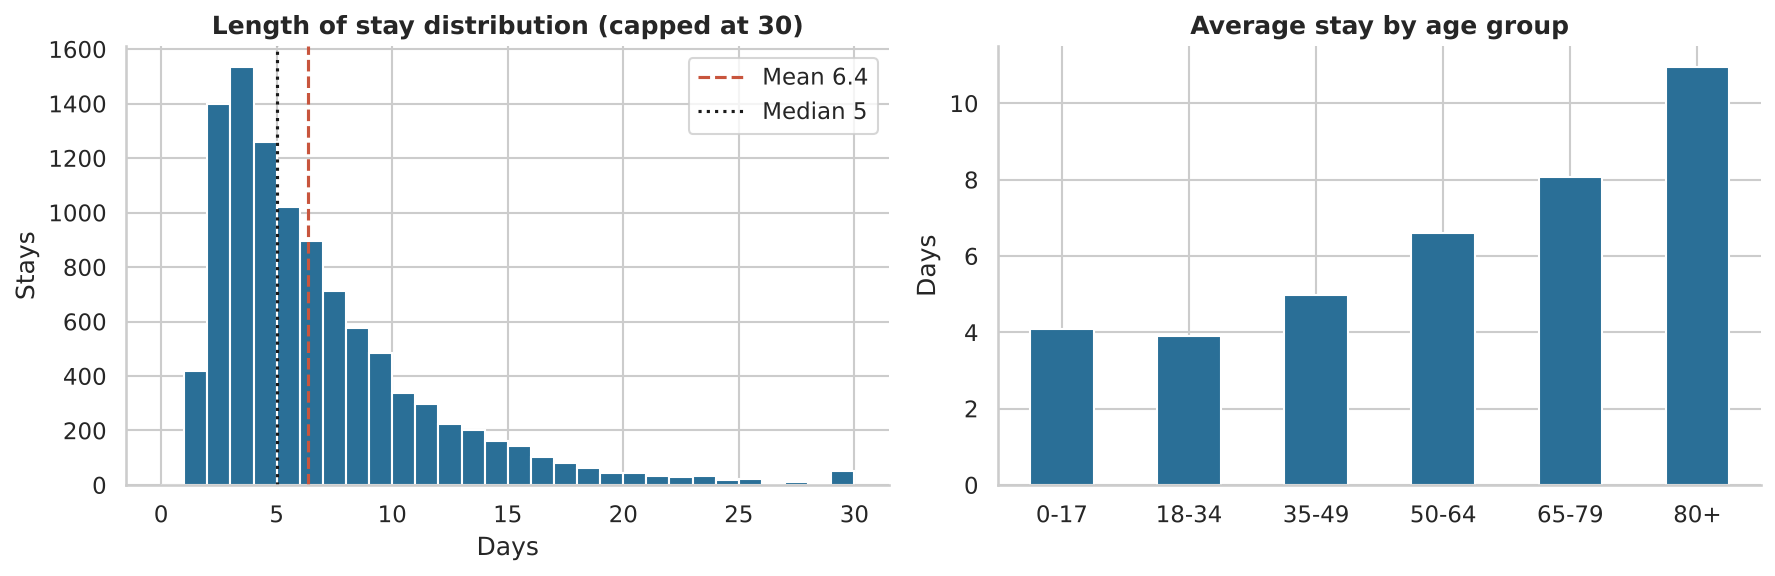 Length of stay distribution (capped at 30)
Stays
1600
1400
1200
1000
800
600
400
200
0
Mean 6.4
Median 5
0 5 10 15 20 25 30
Days
Average stay by age group
Days
10
8
6
4
2
0
0-17 18-34 35-49 50-64 65-79 80+